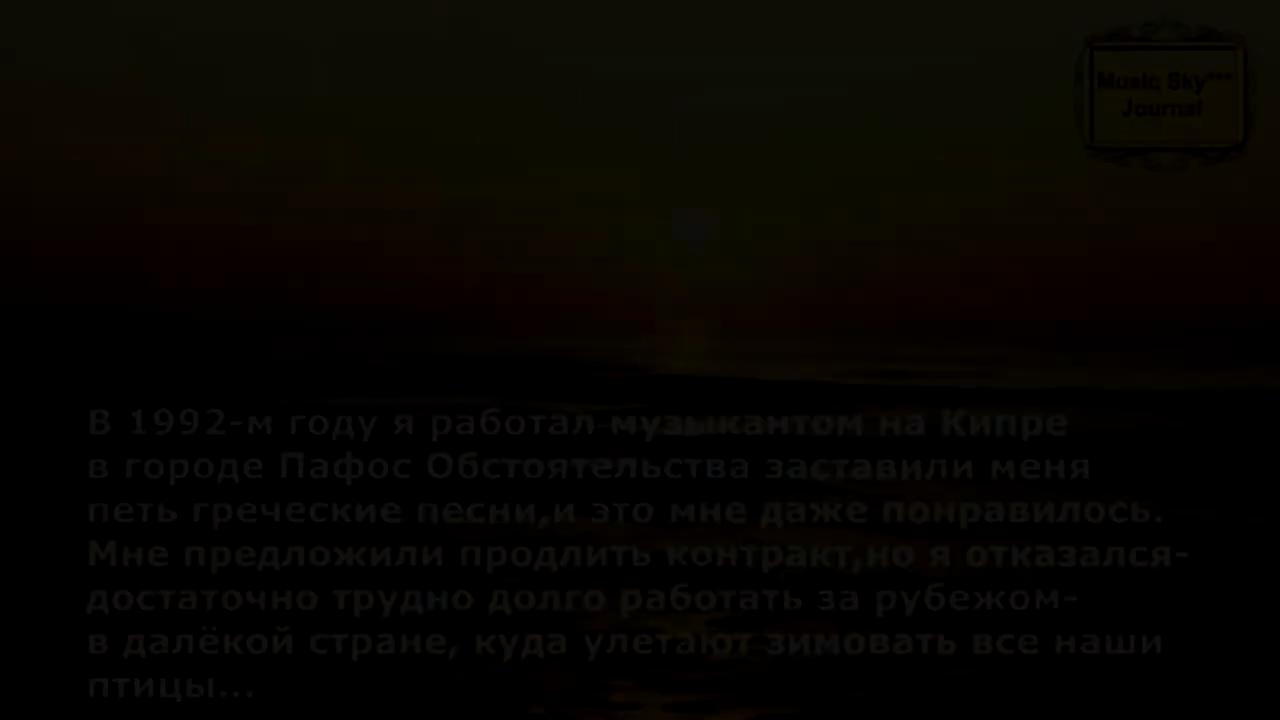 Music Sky***
Journal
В 1992-м году я работал музыкантом на Кипре
в городе Пафос Обстоятельства заставили меня
петь греческие песни,и это мне даже понравилось.
Мне предложили продлить контракт,но я отказался-
достаточно трудно долго работать за рубежом-
в далёкой стране, куда улетают зимовать все наши
птицы...